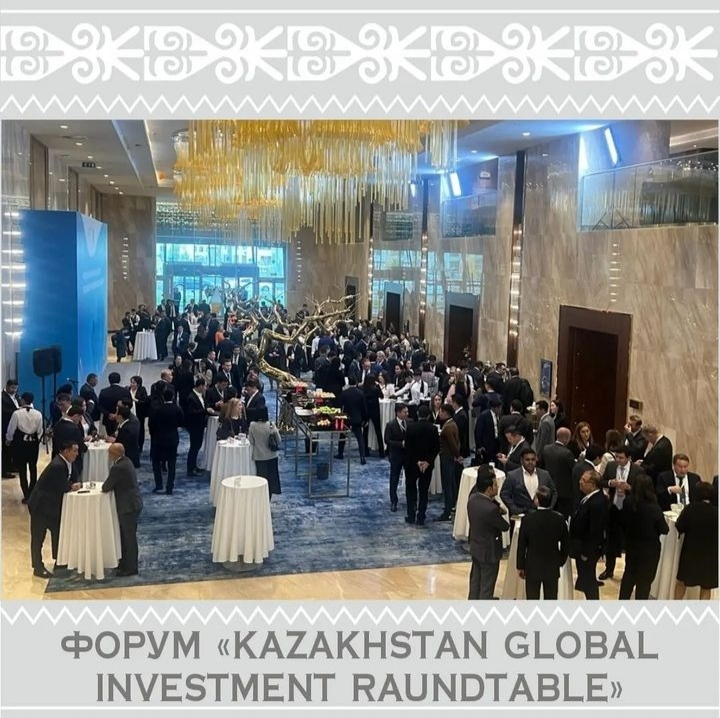 ФОРУМ «KAZAKHSTAN GLOBAL
INVESTMENT RAUNDTABLE»